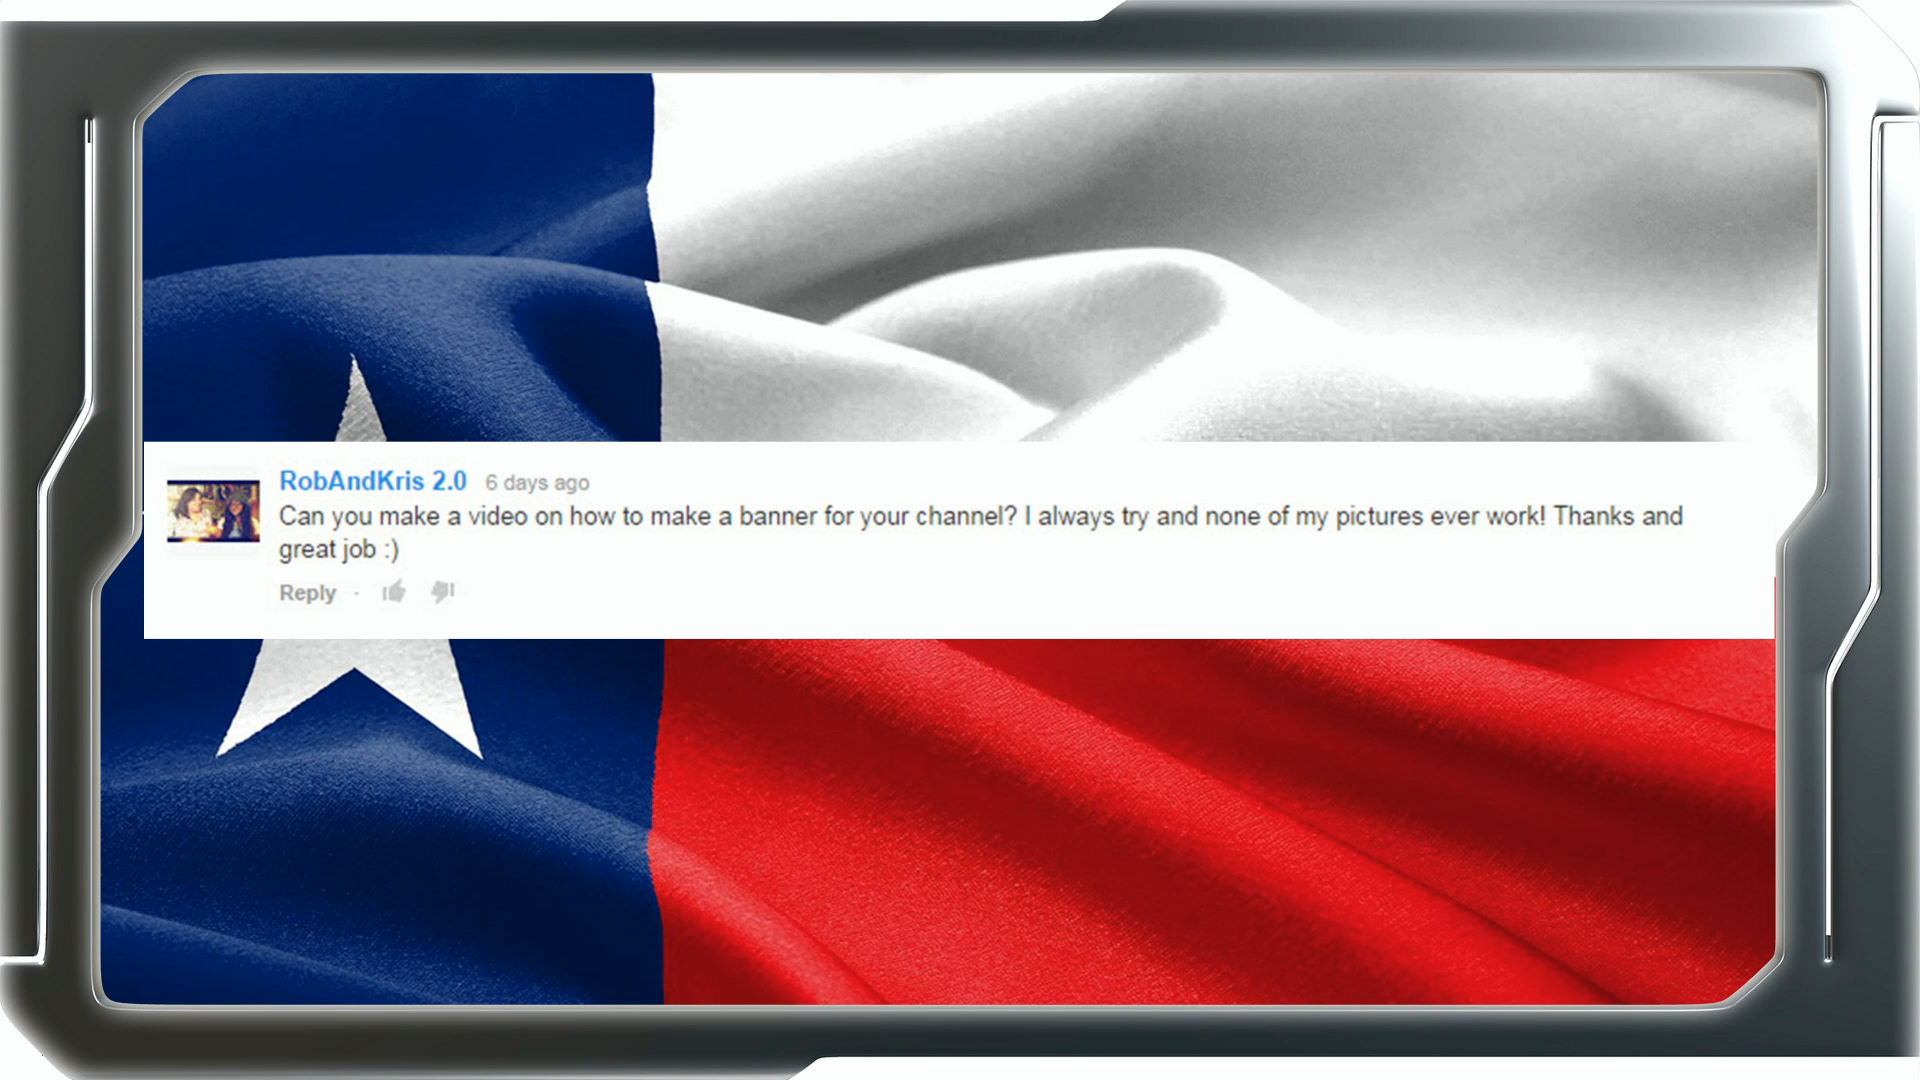 RobAndKris 2.0 6 days ago
Can you make a video on how to make a banner for your channel? I always try and none of my pictures ever work! Thanks and
great job :)
Reply ·